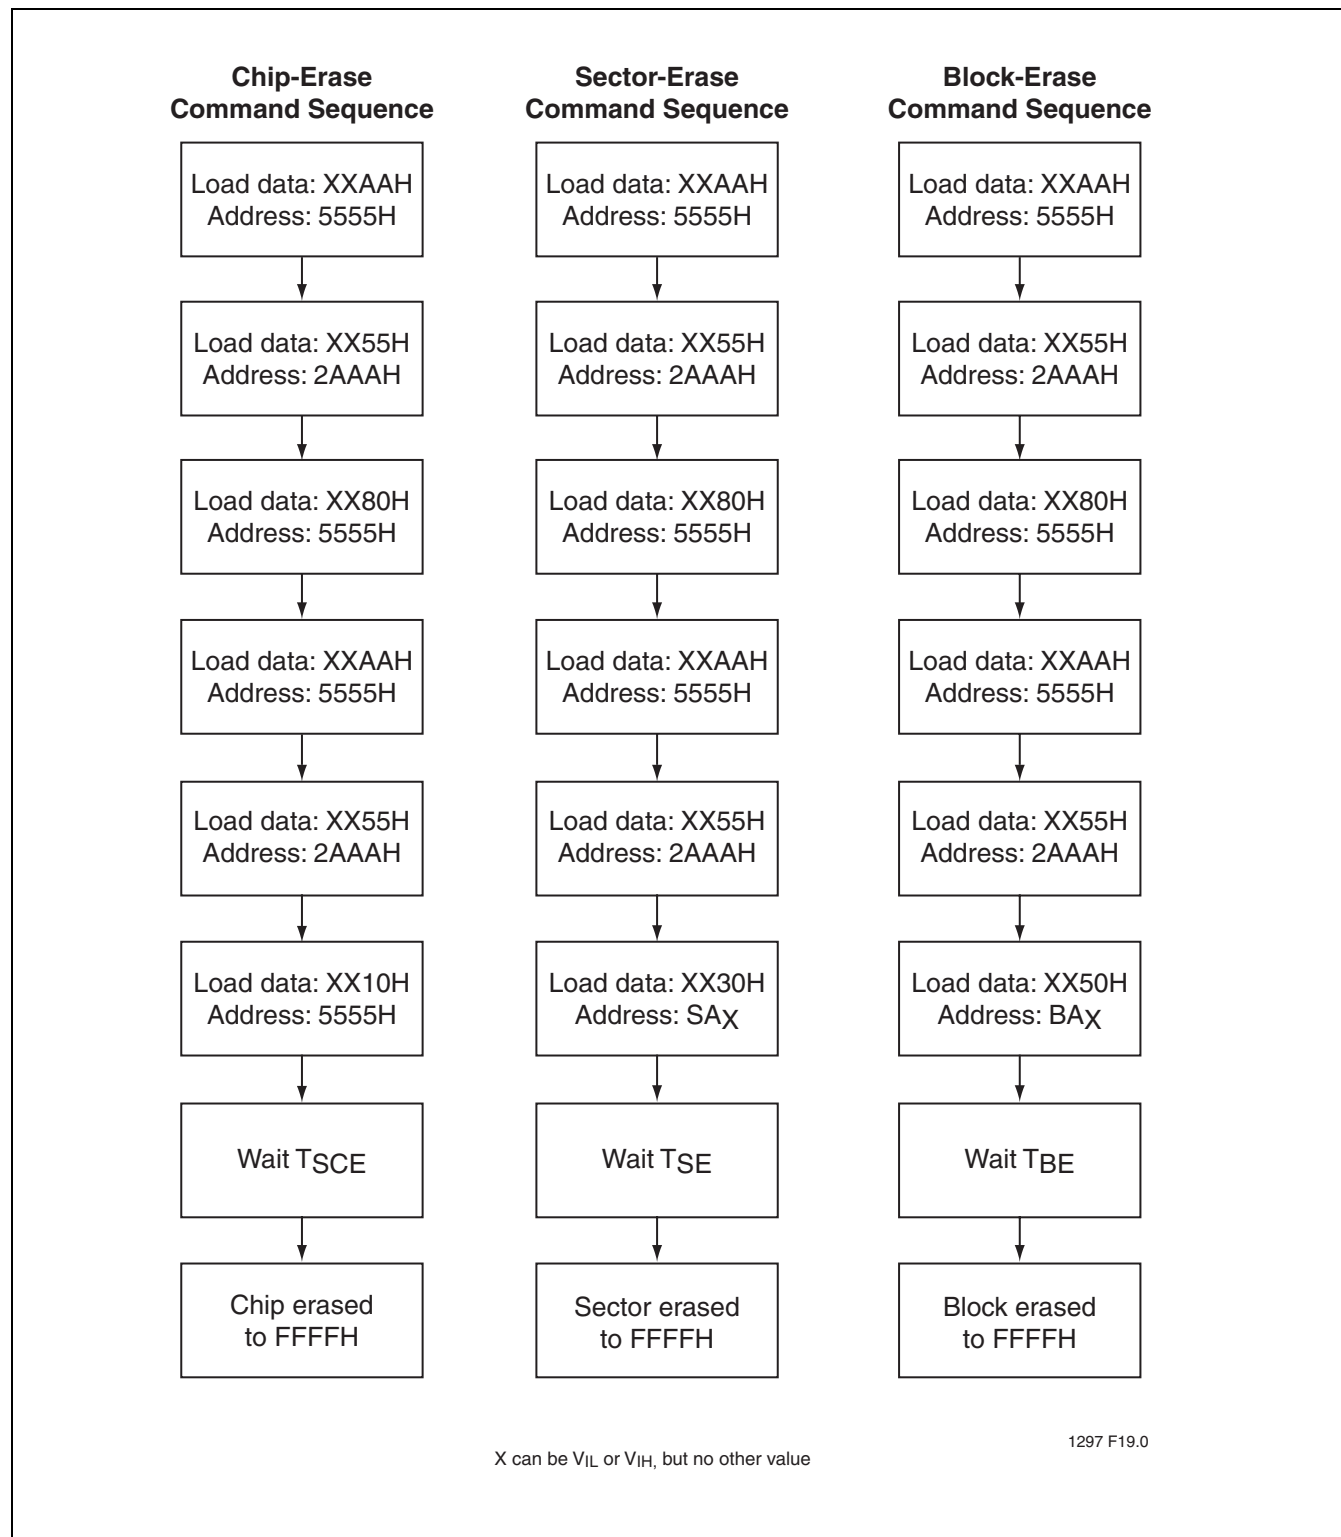 Chip-Erase
Command Sequence
Load data: XXAAH
Address: 5555H
Load data: XX55H
Address: 2AAAH
Load data: XX80H
Address: 5555H
Load data: XXAAH
Address: 5555H
Load data: XX55H
Address: 2AAAH
Load data: XX10H
Address: 5555H
Wait TSCE
Chip erased
to FFFFH
Sector-Erase
Command Sequence
Load data: XXAAH
Address: 5555H
Load data: XX55H
Address: 2AAAH
Load data: XX80H
Address: 5555H
Load data: XXAAH
Address: 5555H
Load data: XX55H
Address: 2AAAH
Load data: XX30H
Address: SAX
Wait TSE
Sector erased
to FFFFH
Block-Erase
Command Sequence
Load data: XXAAH
Address: 5555H
Load data: XX55H
Address: 2AAAH
Load data: XX80H
Address: 5555H
Load data: XXAAH
Address: 5555H
Load data: XX55H
Address: 2AAAH
Load data: XX50H
Address: BAX
Wait TBE
Block erased
to FFFFH
1297 F19.0
X can be VIL or VIH, but no other value